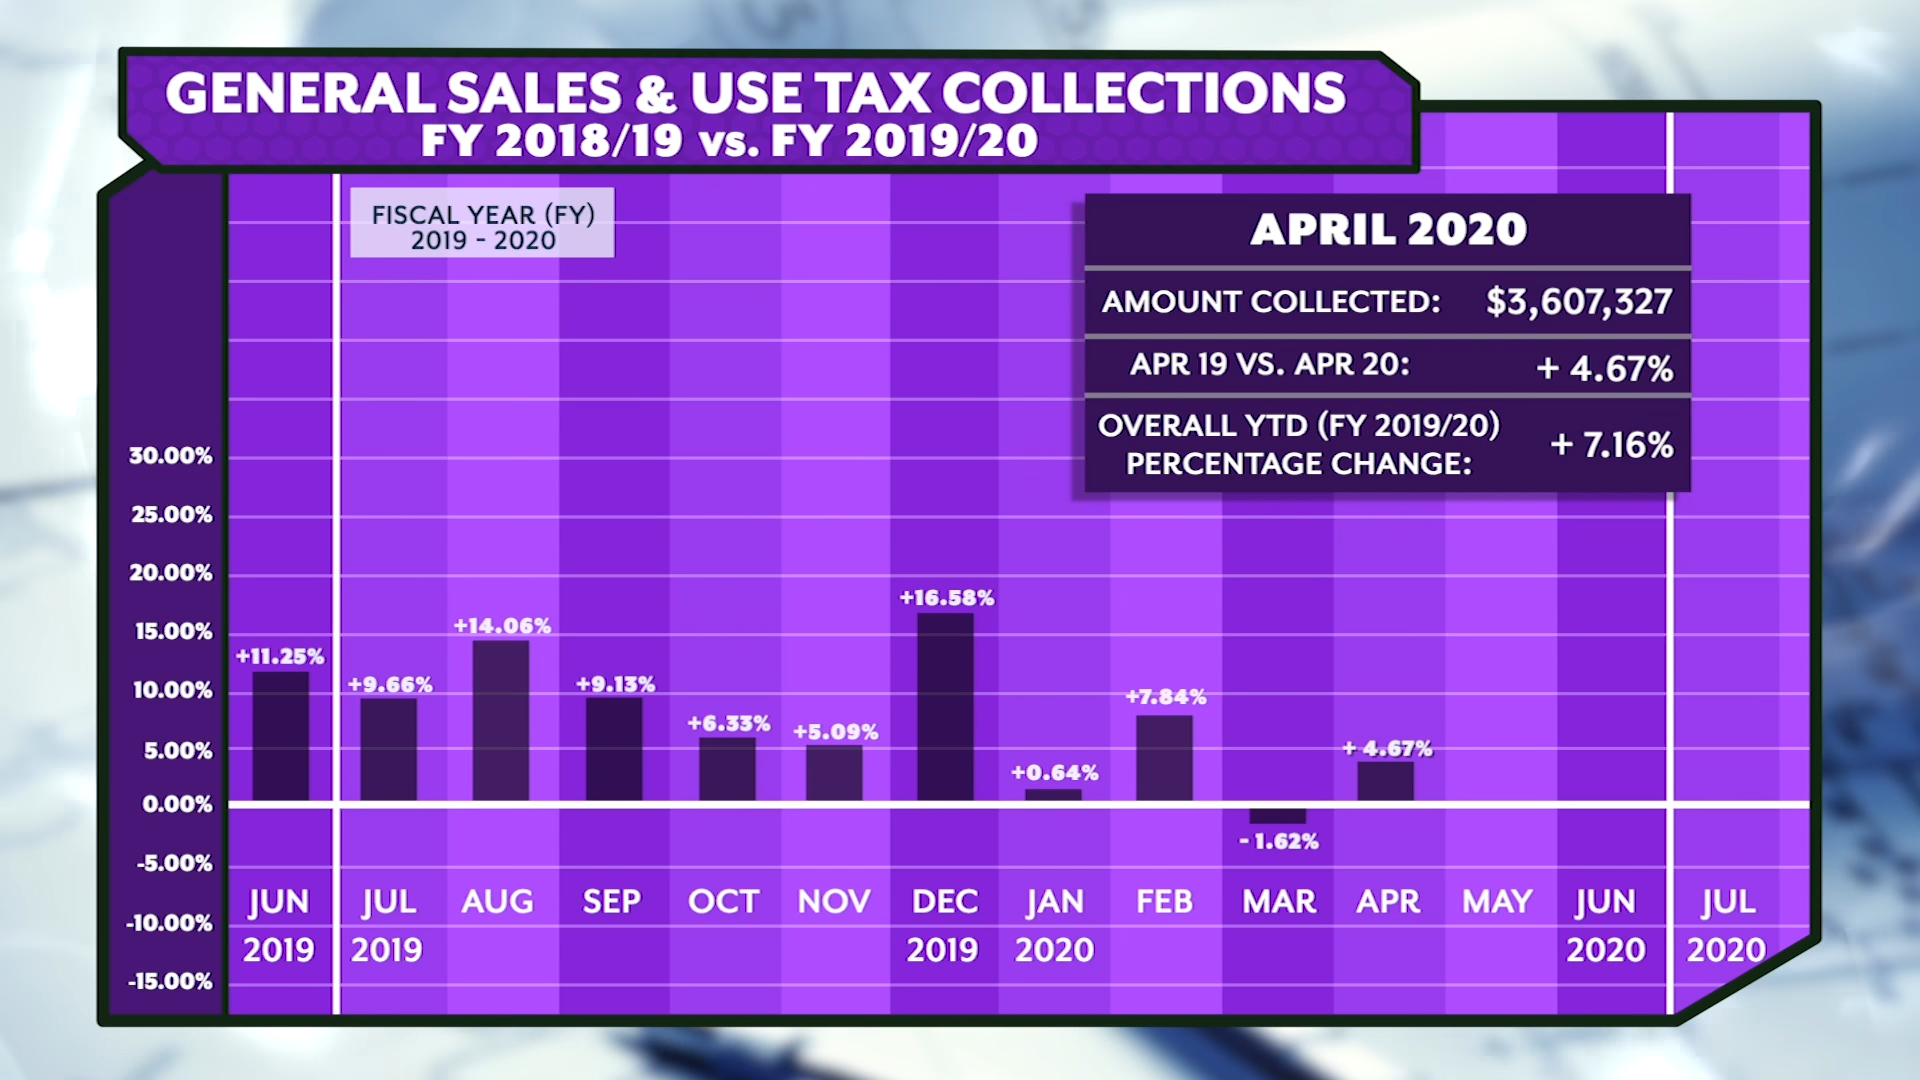 GENERAL SALES & USE TAX COLLECTIONS
FY 2018/19 vs. FY 2019/20
FISCAL YEAR (FY)
2019 - 2020
APRIL 2020
AMOUNT COLLECTED: $3,607,327
APR 19 VS. APR 20: + 4.67%
OVERALL YTD (FY 2019/20)
PERCENTAGE CHANGE: + 7.16%
30.00%
25.00%
20.00%
15.00%
10.00%
5.00%
0.00%
-5.00%
-10.00%
-15.00%
+11.25%
+9.66%
+14.06%
+9.13%
+6.33%
+5.09%
+16.58%
+0.64%
+7.84%
- 1.62%
+ 4.67%
JUN JUL AUG SEP OCT NOV DEC JAN FEB MAR APR MAY JUN JUL
2019 2019 2019 2020 2020 2020